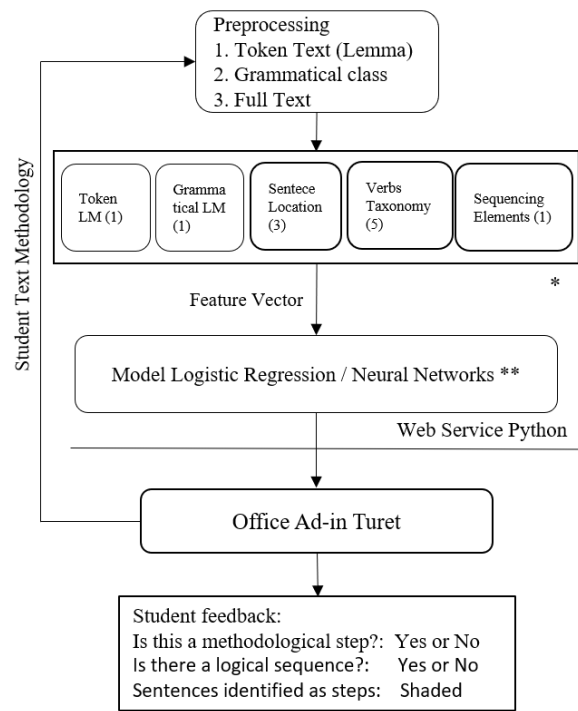 Preprocessing
1. Token Text (Lemma)
2. Grammatical class
3. Full Text
Student Text Methodology
Token
LM (1)
Gramma
tical LM
(1)
Sentece
Location
(3)
Verbs
Taxonomy
(5)
Sequencing
Elements (1)
*
Feature Vector
Model Logistic Regression / Neural Networks **
Web Service Python
Office Ad-in Turet
Student feedback:
Is this a methodological step?: Yes or No
Is there a logical sequence?: Yes or No
Sentences identified as steps: Shaded